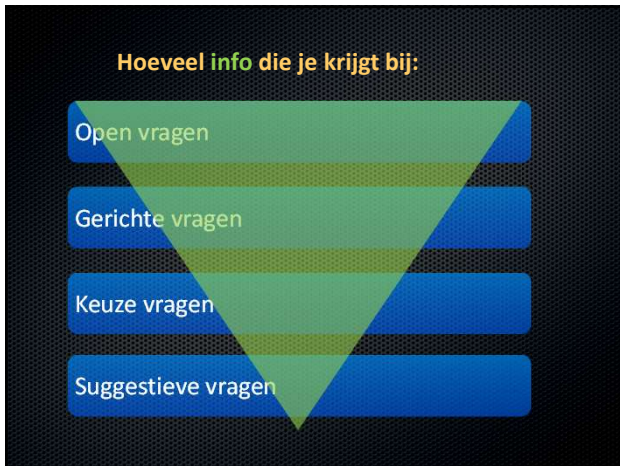 Hoeveel info die je krijgt bij:
Open vragen
Gerichte vragen
Keuze vragen
Suggestieve vragen